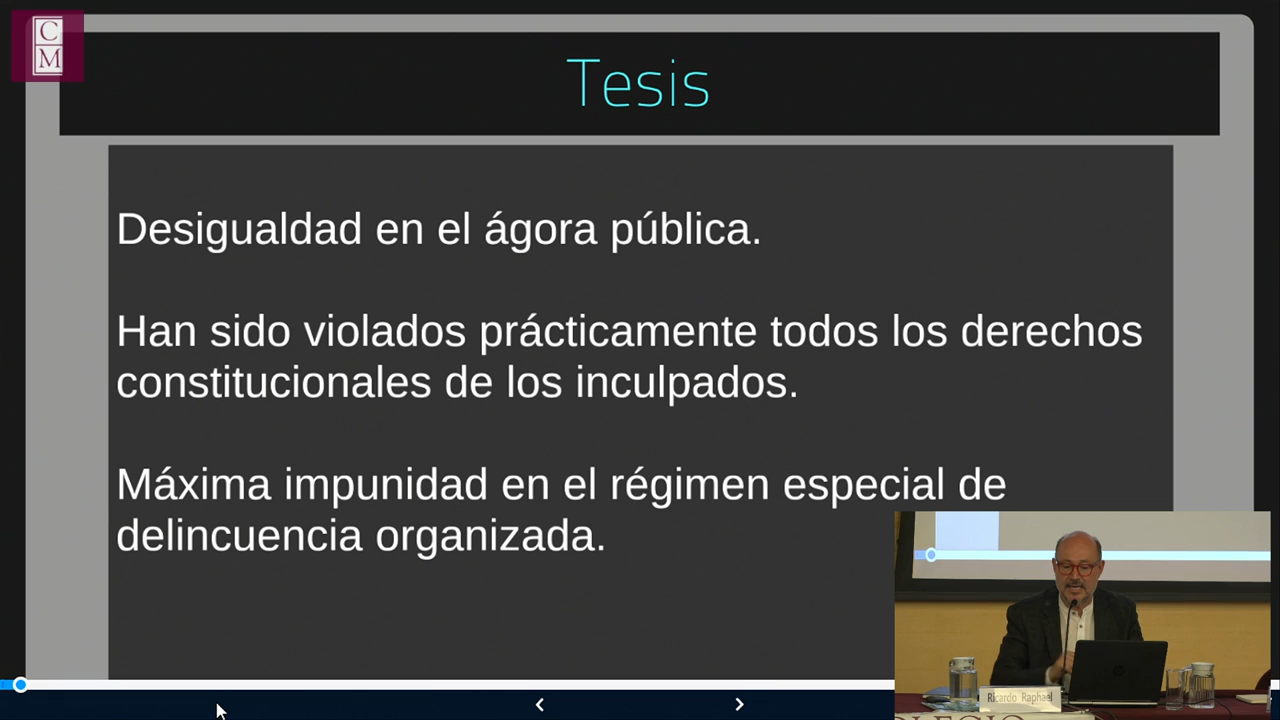 C
M
Tesis
Desigualdad en el ágora pública.
Han sido violados prácticamente todos los derechos
constitucionales de los inculpados.
Máxima impunidad en el régimen especial de
delincuencia organizada.
Ricardo Raphael